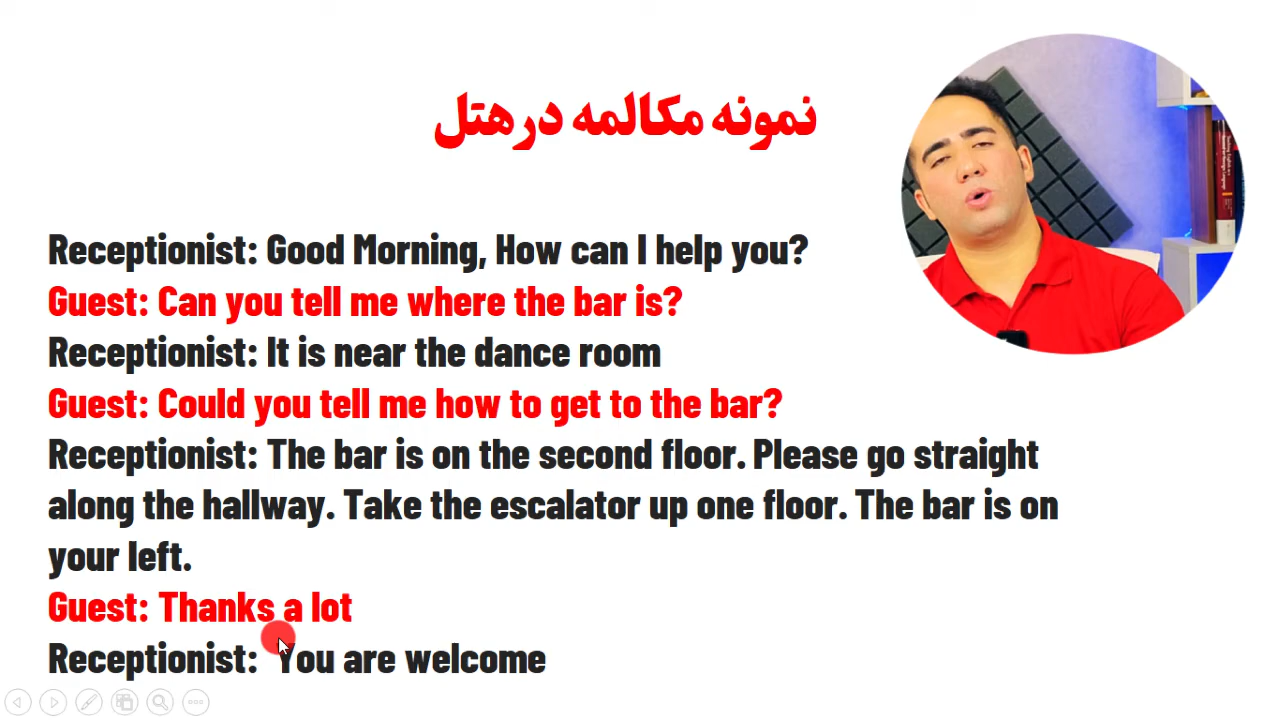 نمونه مکالمه در هتل
Receptionist: Good Morning, How can I help you?
Guest: Can you tell me where the bar is?
Receptionist: It is near the dance room
Guest: Could you tell me how to get to the bar?
Receptionist: The bar is on the second floor. Please go straight
along the hallway. Take the escalator up one floor. The bar is on
your left.
Guest: Thanks a lot
Receptionist: You are welcome